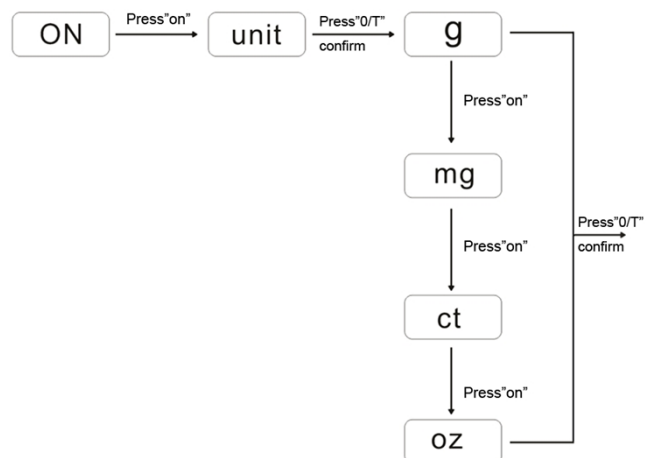 ON
Press"on"
unit
Press"0/T"
confirm
g
Press"on"
mg
Press"on"
ct
Press"on"
oz
Press"0/T"
confirm